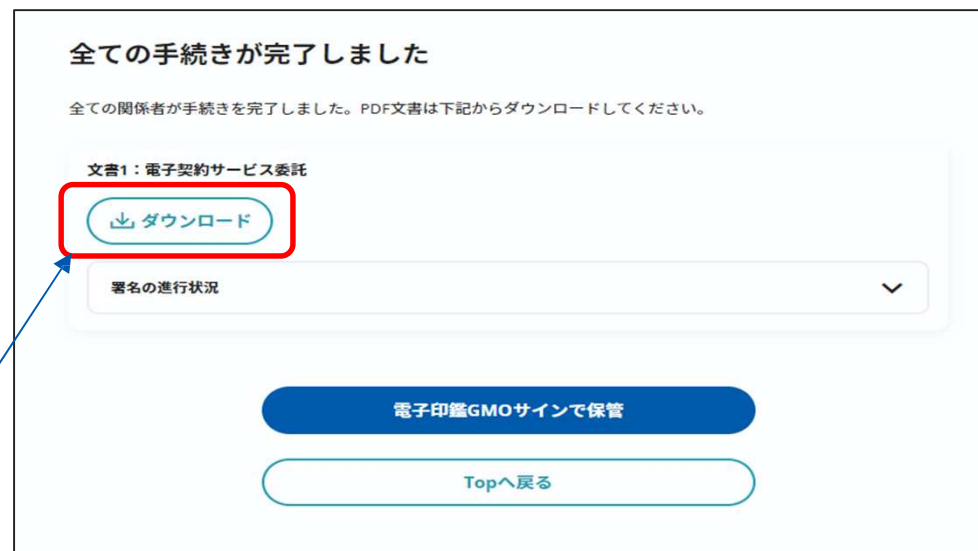 全ての手続きが完了しました
全ての関係者が手続きを完了しました。PDF文書は下記からダウンロードしてください。
文書1：電子契約サービス委託
ダウンロード
署名の進行状況
電子印鑑GMOサインで保管
Topへ戻る